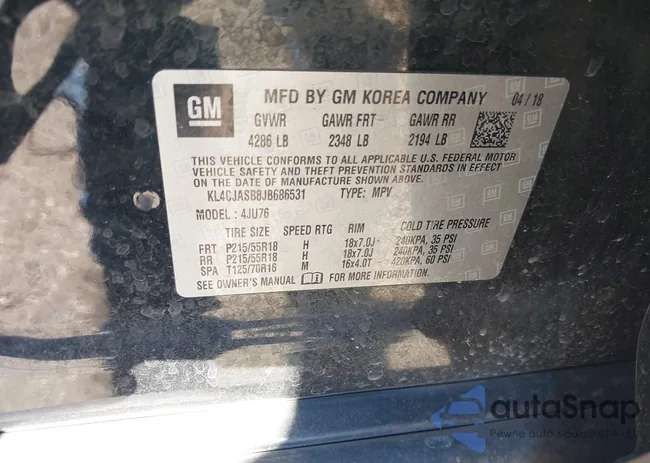 GM
MFD BY GM KOREA COMPANY 04 / 18
GVWR GAWR FRT GAWR RR
4286 LB 2348 LB 2194 LB
THIS VEHICLE CONFORMS TO ALL APPLICABLE U.S. FEDERAL MOTOR
VEHICLE SAFETY AND THEFT PREVENTION STANDARDS IN EFFECT
ON THE DATE OF MANUFACTURE SHOWN ABOVE.
KL4CJASB8JB686531 TYPE: MPV
MODEL : 4JU76
TIRE SIZE SPEED RTG RIM COLD TIRE PRESSURE
FRT P215/55R18 H 18x7.0J 240KPA, 35 PSI
RR P215/55R18 H 18x7.0J 240KPA, 35 PSI
SPA T125/70R16 M 16x4.0T 420KPA, 60 PSI
SEE OWNER'S MANUAL FOR MORE INFORMATION.
autaSnap
Pewne auta